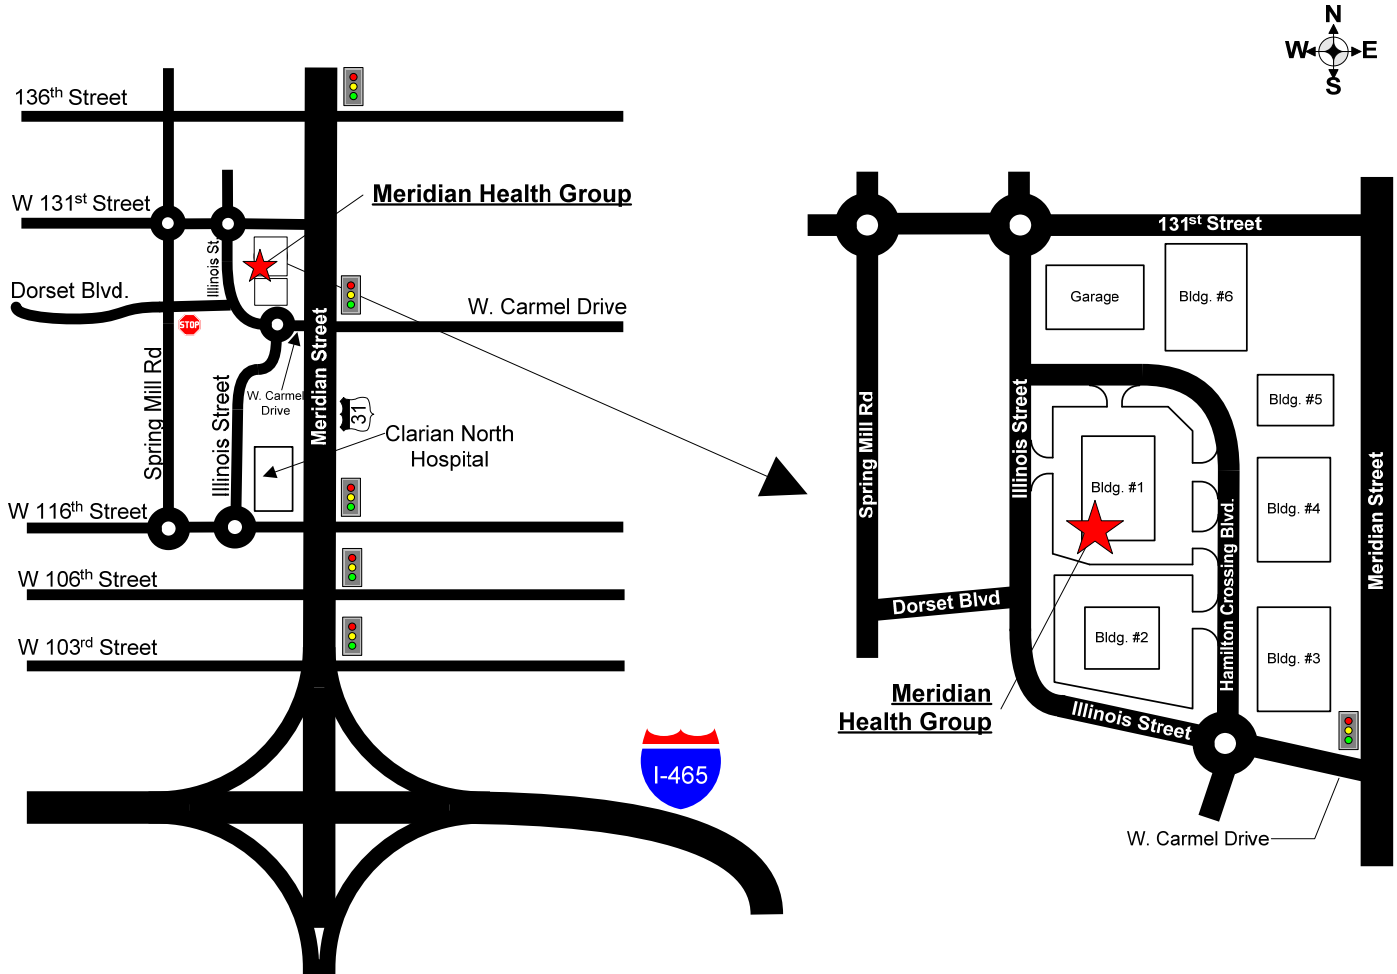 N
W E
S
136th Street
W 131st Street
Meridian Health Group
Illinois St.
Dorset Blvd.
STOP
W. Carmel Drive
Meridian Street
Spring Mill Rd
Illinois Street
W. Carmel
Drive
31
Clarian North
Hospital
W 116th Street
W 106th Street
W 103rd Street
I-465
131st Street
Garage
Bldg. #6
Illinois Street
Spring Mill Rd
Bldg. #5
Bldg. #1
Bldg. #4
Hamilton Crossing Blvd.
Meridian Street
Dorset Blvd
Bldg. #2
Bldg. #3
Meridian
Health Group
Illinois Street
W. Carmel Drive